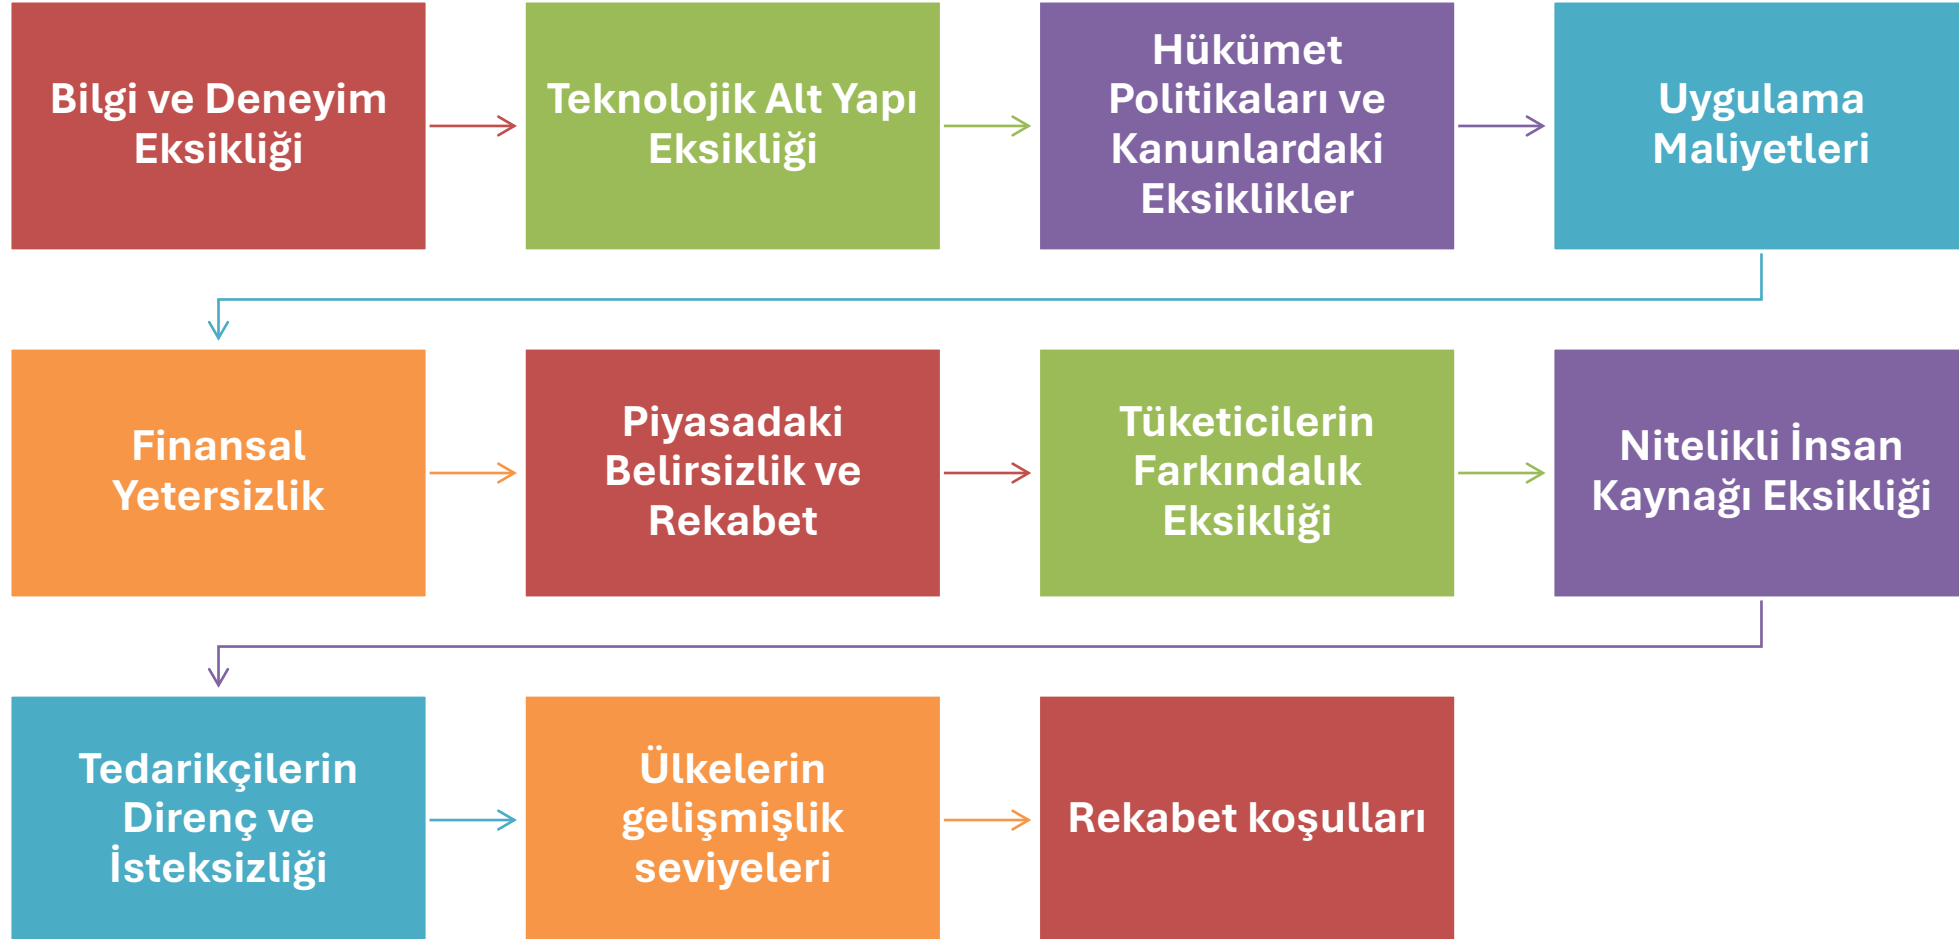 Bilgi ve Deneyim
Eksikliği
Teknolojik Alt Yapı
Eksikliği
Hükümet
Politikaları ve
Kanunlardaki
Eksiklikler
Uygulama
Maliyetleri
Finansal
Yetersizlik
Piyasadaki
Belirsizlik ve
Rekabet
Tüketicilerin
Farkındalık
Eksikliği
Nitelikli İnsan
Kaynağı Eksikliği
Tedarikçilerin
Direnç ve
İsteksizliği
Ülkelerin
gelişmişlik
seviyeleri
Rekabet koşulları